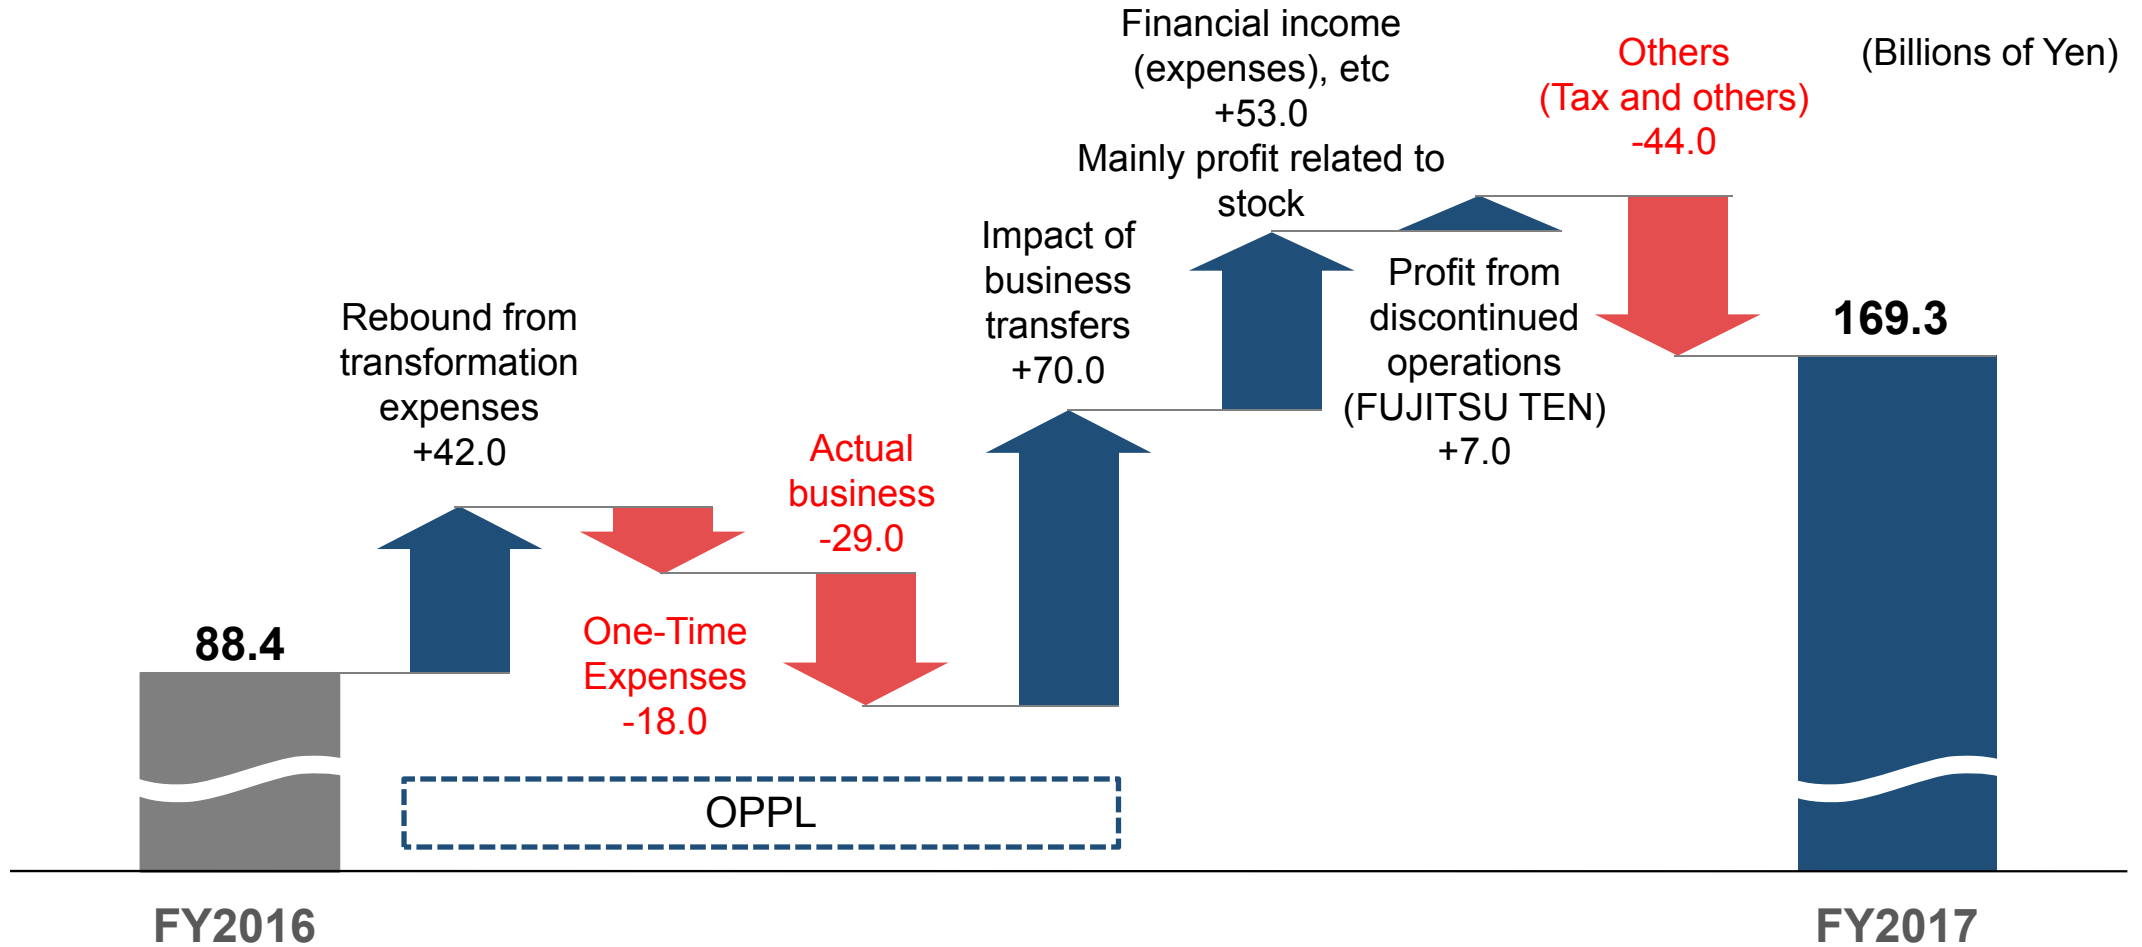 (Billions of Yen)
88.4
Rebound from
transformation
expenses
+42.0
One-Time
Expenses
-18.0
Actual
business
-29.0
Impact of
business
transfers
+70.0
Financial income
(expenses), etc
+53.0
Mainly profit related to
stock
Profit from
discontinued
operations
(FUJITSU TEN)
+7.0
Others
(Tax and others)
-44.0
169.3
OPPL
FY2016
FY2017